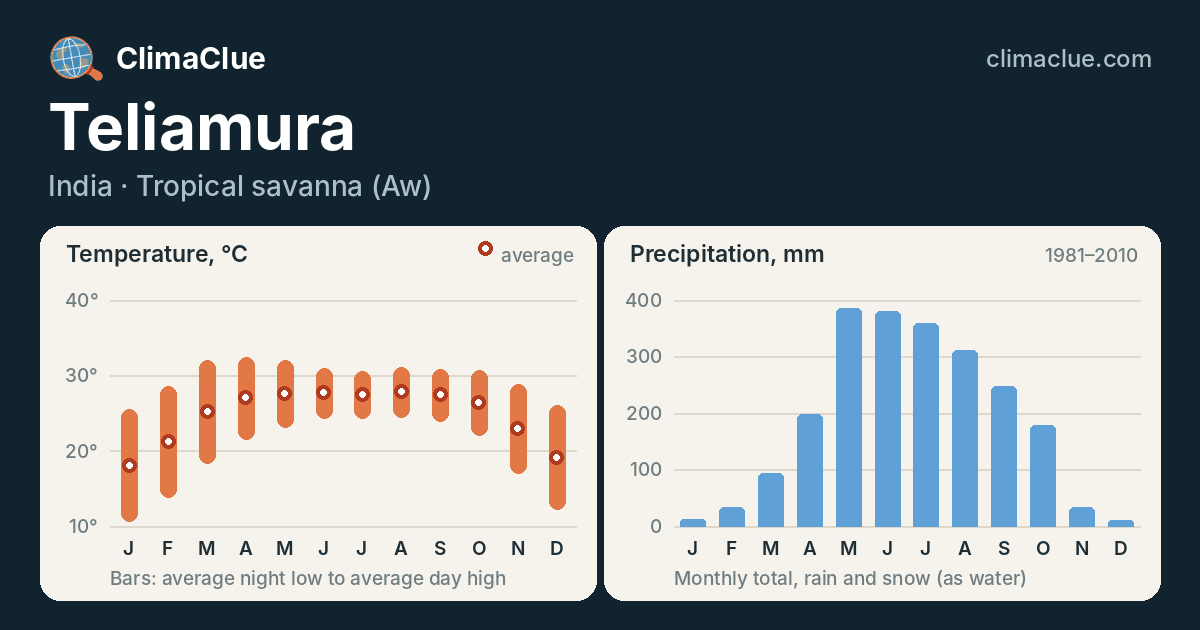 ClimaClue
climaclue.com
Teliamura
India · Tropical savanna (Aw)
Temperature, °C
average
40°
30°
20°
10°
J F M A M J J A S O N D
Bars: average night low to average day high
Precipitation, mm
1981–2010
400
300
200
100
0
J F M A M J J A S O N D
Monthly total, rain and snow (as water)